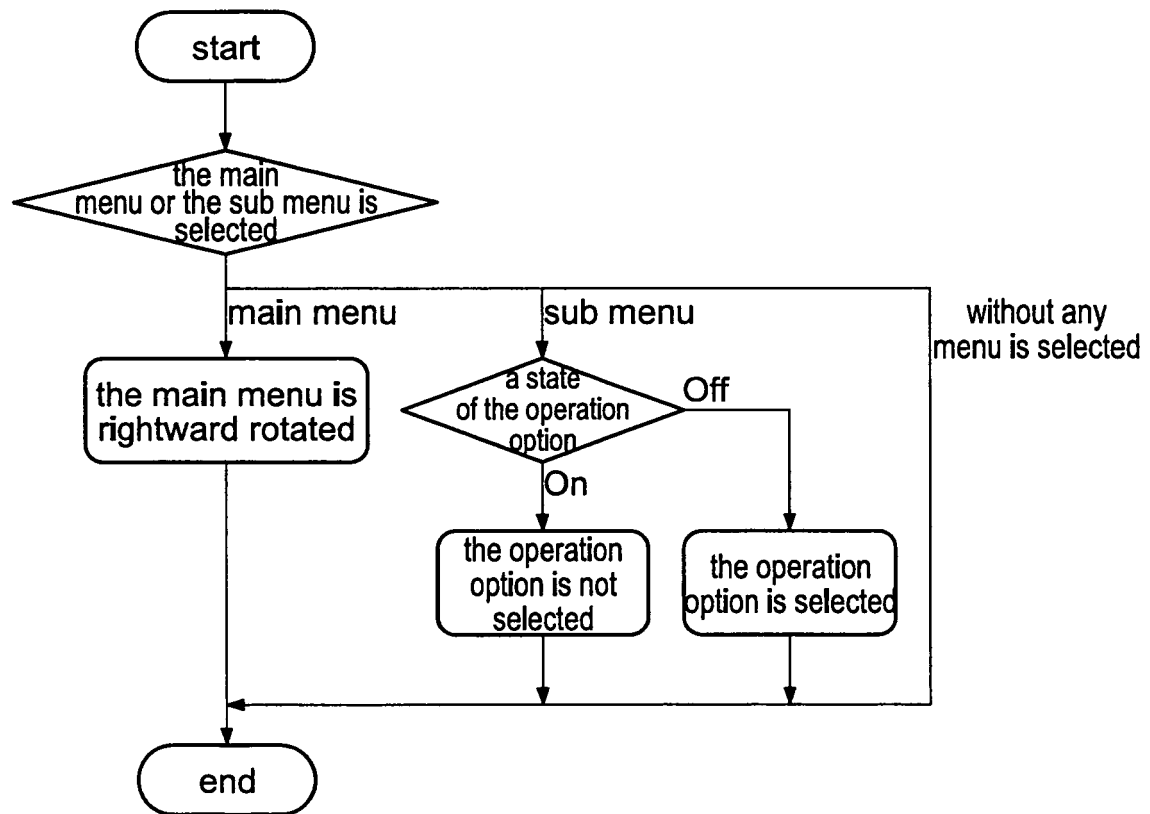 start
the main
menu or the sub menu is
selected
main menu
sub menu
without any
menu is selected
the main menu is
rightward rotated
a state
of the operation
option
Off
On
the operation
option is not
selected
the operation
option is selected
end